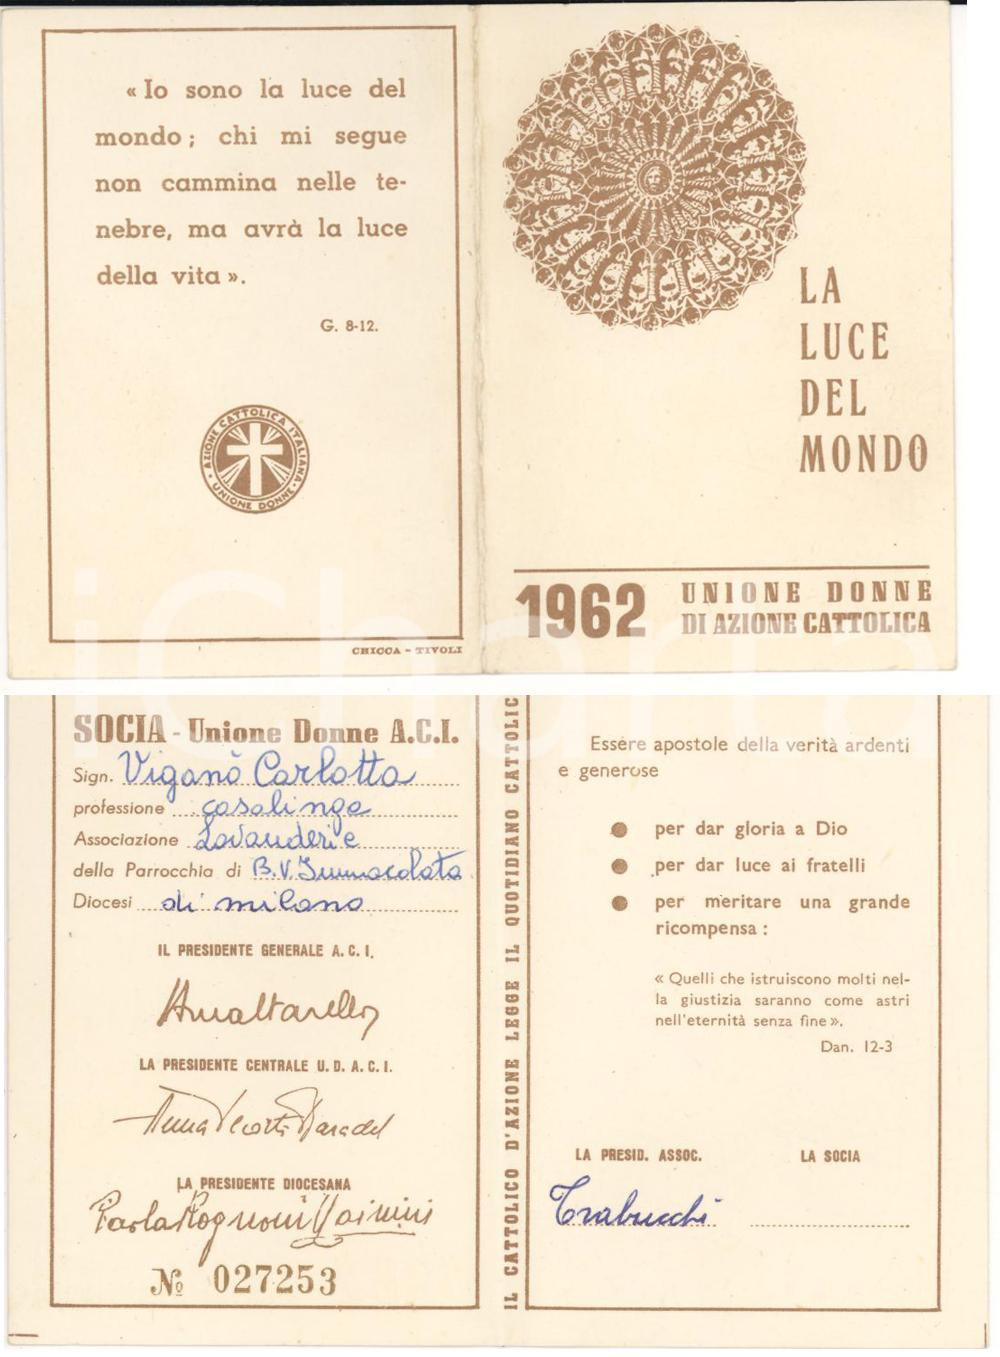 « Io sono la luce del
mondo ; chi mi segue
non cammina nelle te-
nebre, ma avrà la luce
della vita ».
G. 8-12.
AZIONE CATTOLICA ITALIANA
UNIONE DONNE
CHICCA - TIVOLI
LA
LUCE
DEL
MONDO
1962
UNIONE DONNE
DI AZIONE CATTOLICA
iCharta
SOCIA - Unione Donne A.C.I.
Sign. Viganò Carlotta
professione casalinga
Associazione Lavanderie
della Parrocchia di B.V. Immacolata
Diocesi di milano
IL PRESIDENTE GENERALE A. C. I.
LA PRESIDENTE CENTRALE U. D. A. C. I.
LA PRESIDENTE DIOCESANA
Paola Rognoni
№ 027253
IL CATTOLICO D'AZIONE LEGGE IL QUOTIDIANO CATTOLIC
Essere apostole della verità ardenti
e generose
● per dar gloria a Dio
● per dar luce ai fratelli
● per meritare una grande
ricompensa :
« Quelli che istruiscono molti nel-
la giustizia saranno come astri
nell'eternità senza fine ».
Dan. 12-3
LA PRESID. ASSOC.
LA SOCIA
Trabucchi